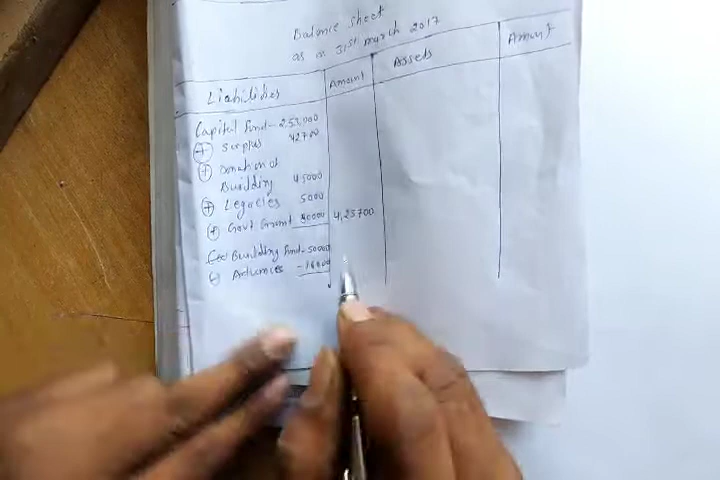 Balance sheet
as on 31st march 2017
Liabilities Amount Assets Amount
Capital fund - 2,53,000
(+) Surplus 42700
(+) Donation of
Building 45000
(+) Legacies 5000
(+) Govt Grant 80000 4,25700
Building fund - 50000
(-) Advances -